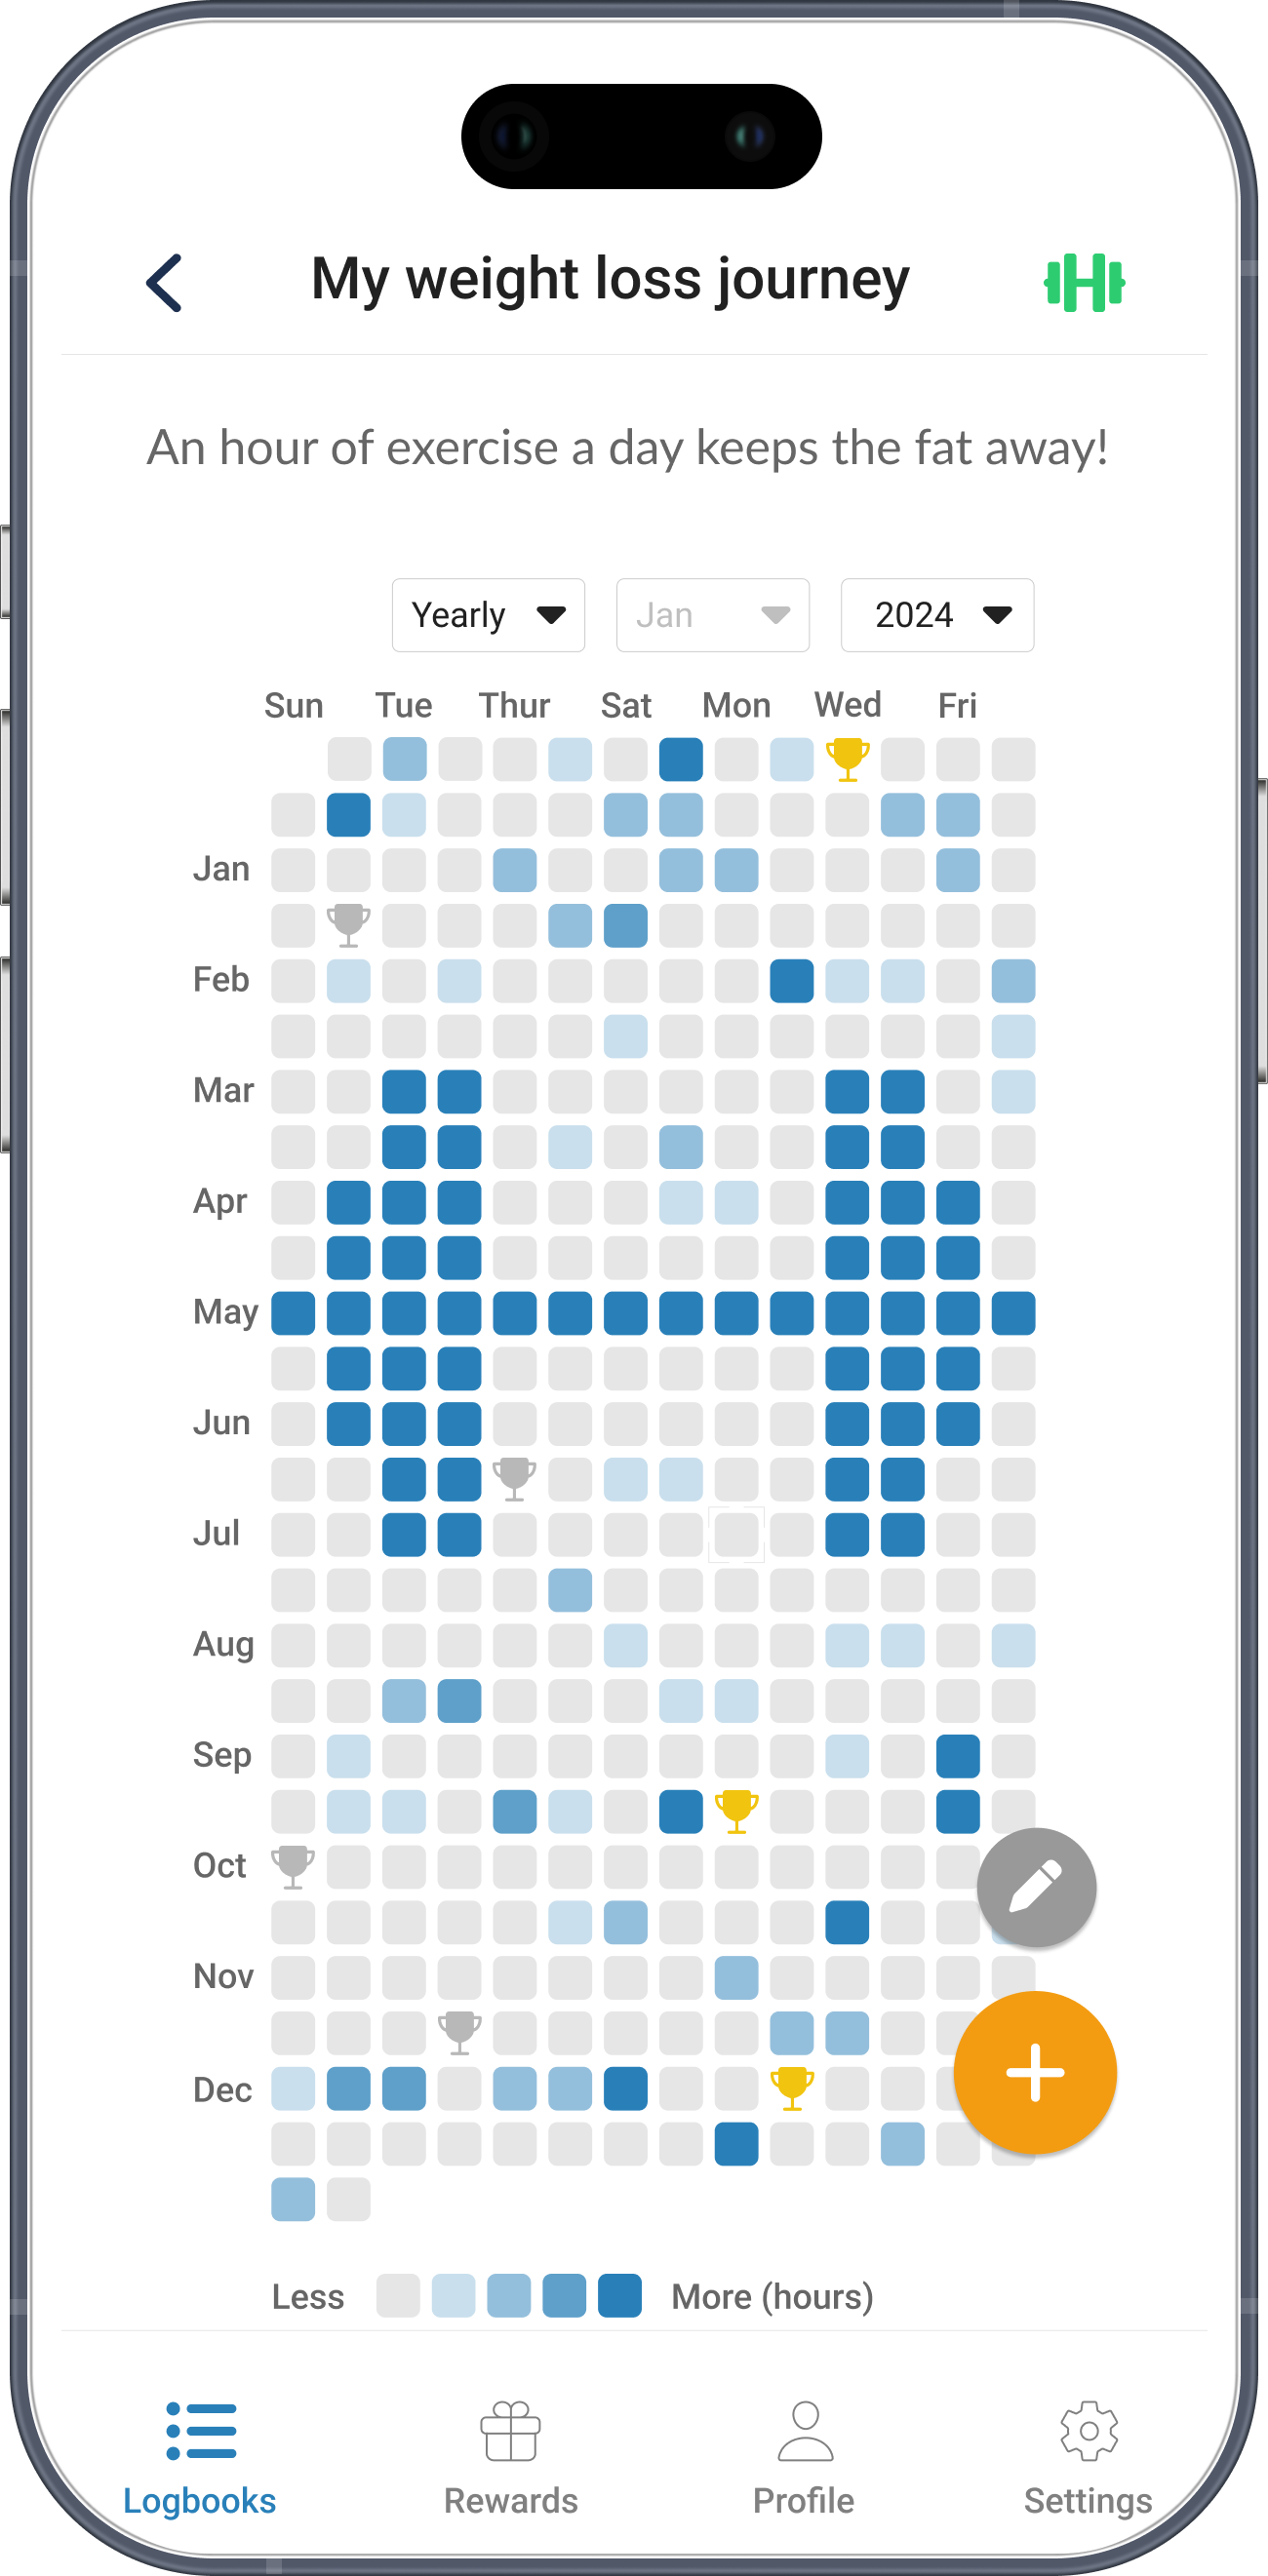 My weight loss journey
An hour of exercise a day keeps the fat away!
Yearly Jan 2024
Sun Tue Thur Sat Mon Wed Fri
Jan
Feb
Mar
Apr
May
Jun
Jul
Aug
Sep
Oct
Nov
Dec
Less More (hours)
Logbooks Rewards Profile Settings